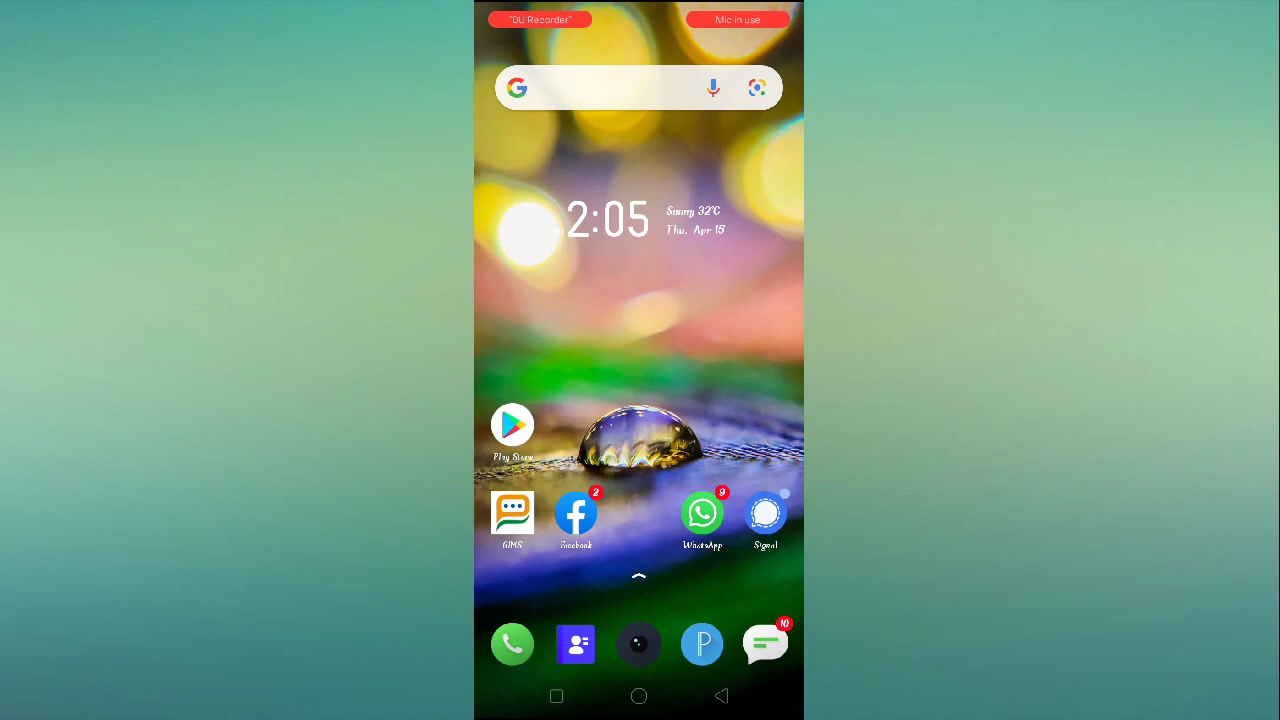 "DU Recorder"
Mic in use
2:05
Sunny 32°C
Thu, Apr 15
Play Store
2
9
GIMS
Facebook
WhatsApp
Signal
10